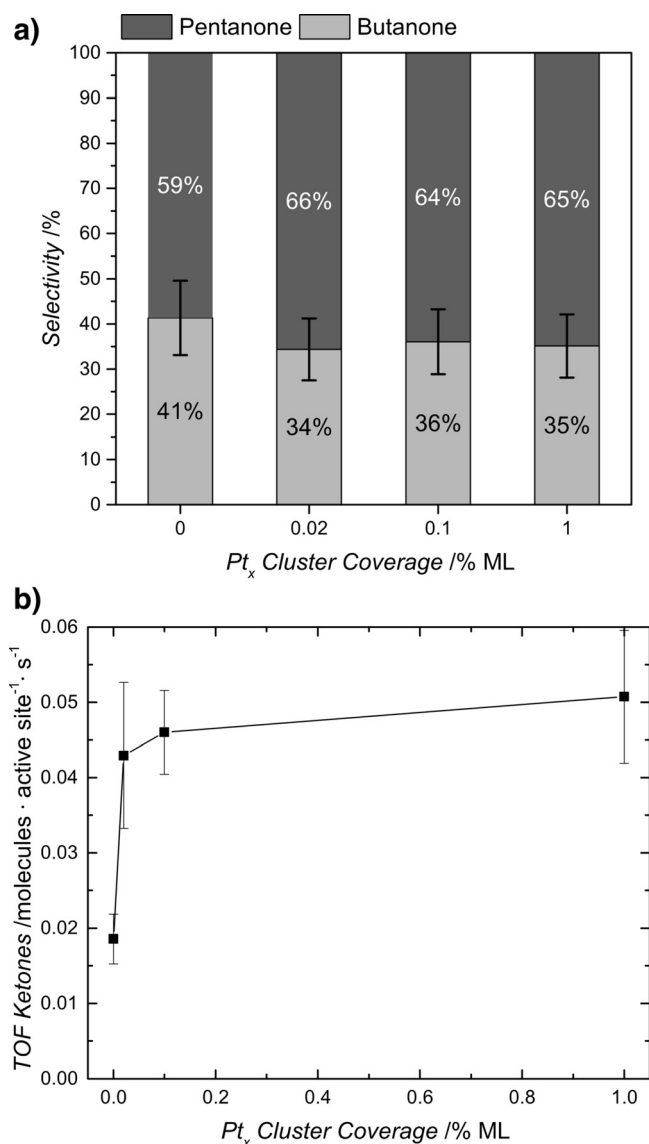 a)
Pentanone Butanone
100
90
80
70
60
50
40
30
20
10
0
Selectivity /%
59% 66% 64% 65%
41% 34% 36% 35%
0 0.02 0.1 1
Ptx Cluster Coverage /% ML
b)
0.06
0.05
0.04
0.03
0.02
0.01
0.00
TOF Ketones /molecules · active site⁻¹· s⁻¹
0.0 0.2 0.4 0.6 0.8 1.0
Ptx Cluster Coverage /% ML